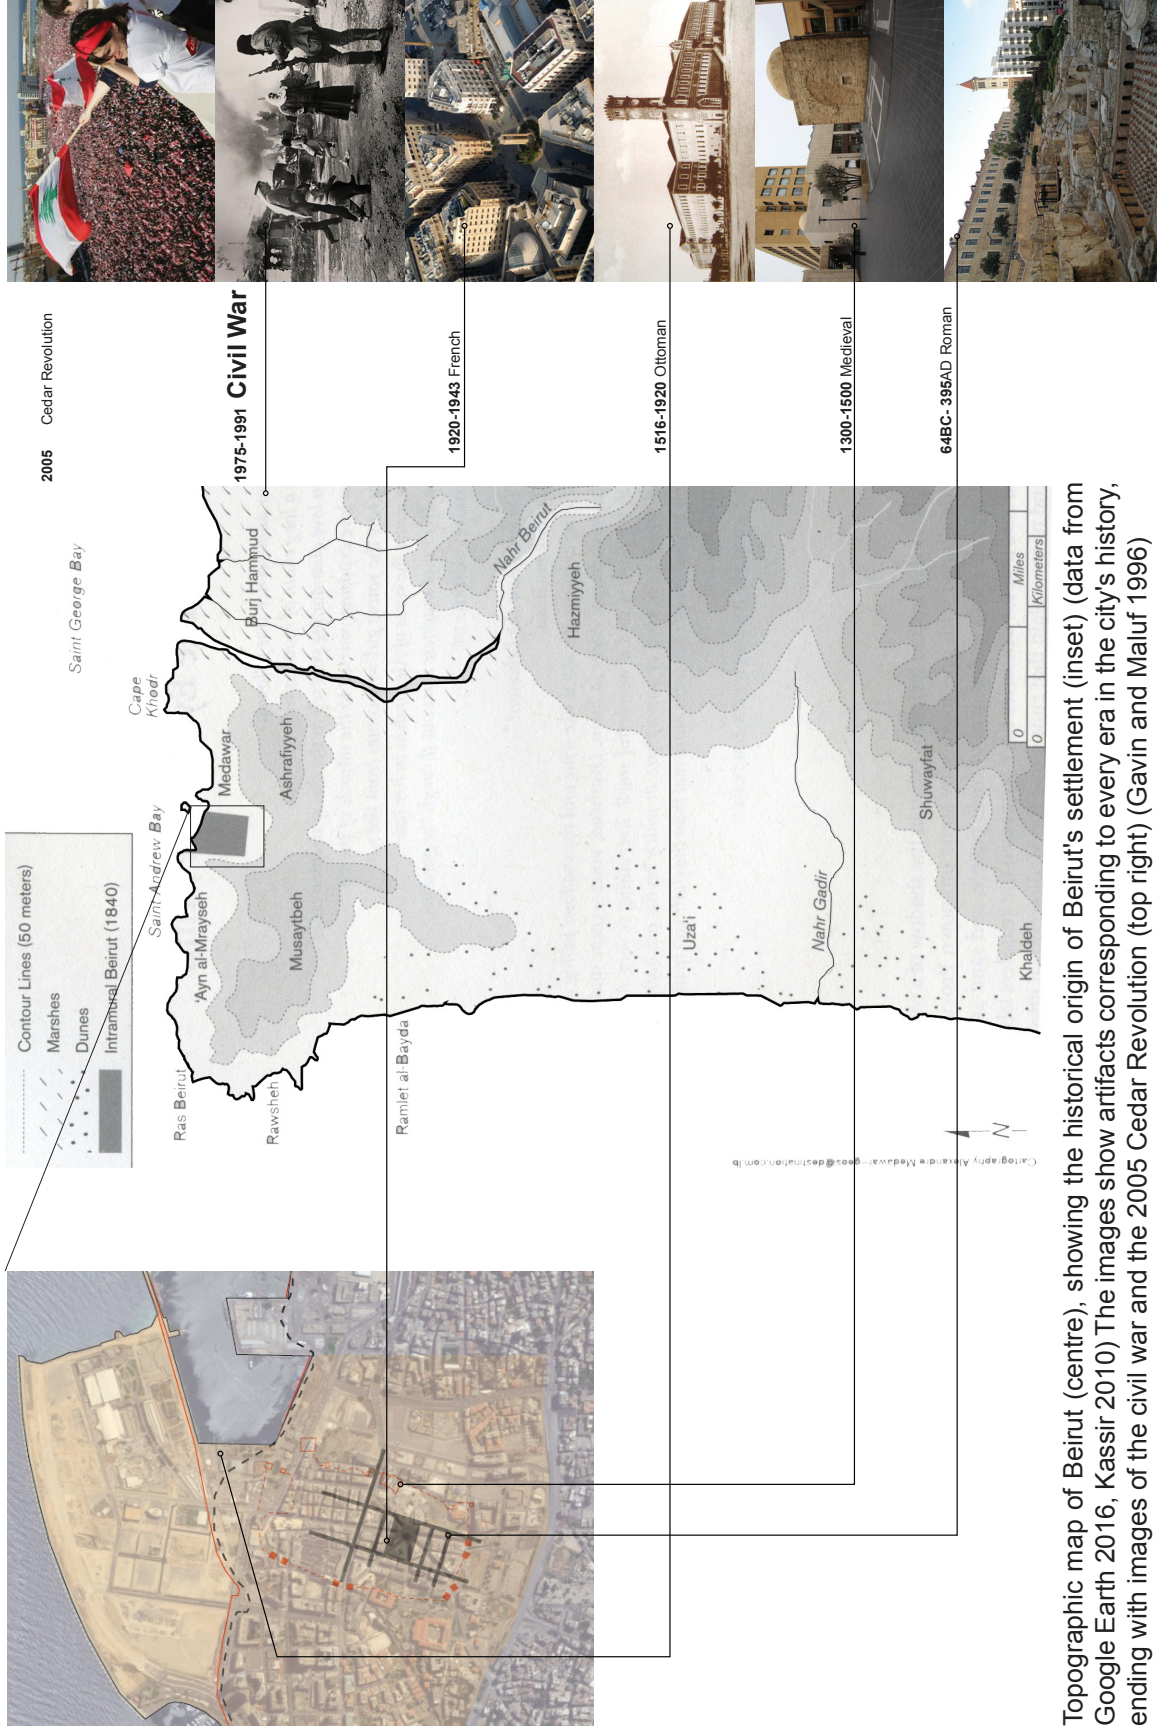 Contour Lines (50 meters)
Marshes
Dunes
Intramural Beirut (1840)
Saint George Bay
Saint Andrew Bay
Cape
Khodr
Ras Beirut
'Ayn al-Mrayseh
Medawar
Burj Hammud
Rawsheh
Musaytbeh
Ashrafiyyeh
Ramlet al-Bayda
Nahr Beirut
Hazmiyyeh
Uza'i
Nahr Gadir
Shuwayfat
Khaldeh
0 Miles
0 Kilometers
N
Cartography Alexandre Medawar-geos@destination.com.lb
2005 Cedar Revolution
1975-1991 Civil War
1920-1943 French
1516-1920 Ottoman
1300-1500 Medieval
64BC- 395AD Roman
Topographic map of Beirut (centre), showing the historical origin of Beirut's settlement (inset) (data from
Google Earth 2016, Kassir 2010) The images show artifacts corresponding to every era in the city's history,
ending with images of the civil war and the 2005 Cedar Revolution (top right) (Gavin and Maluf 1996)